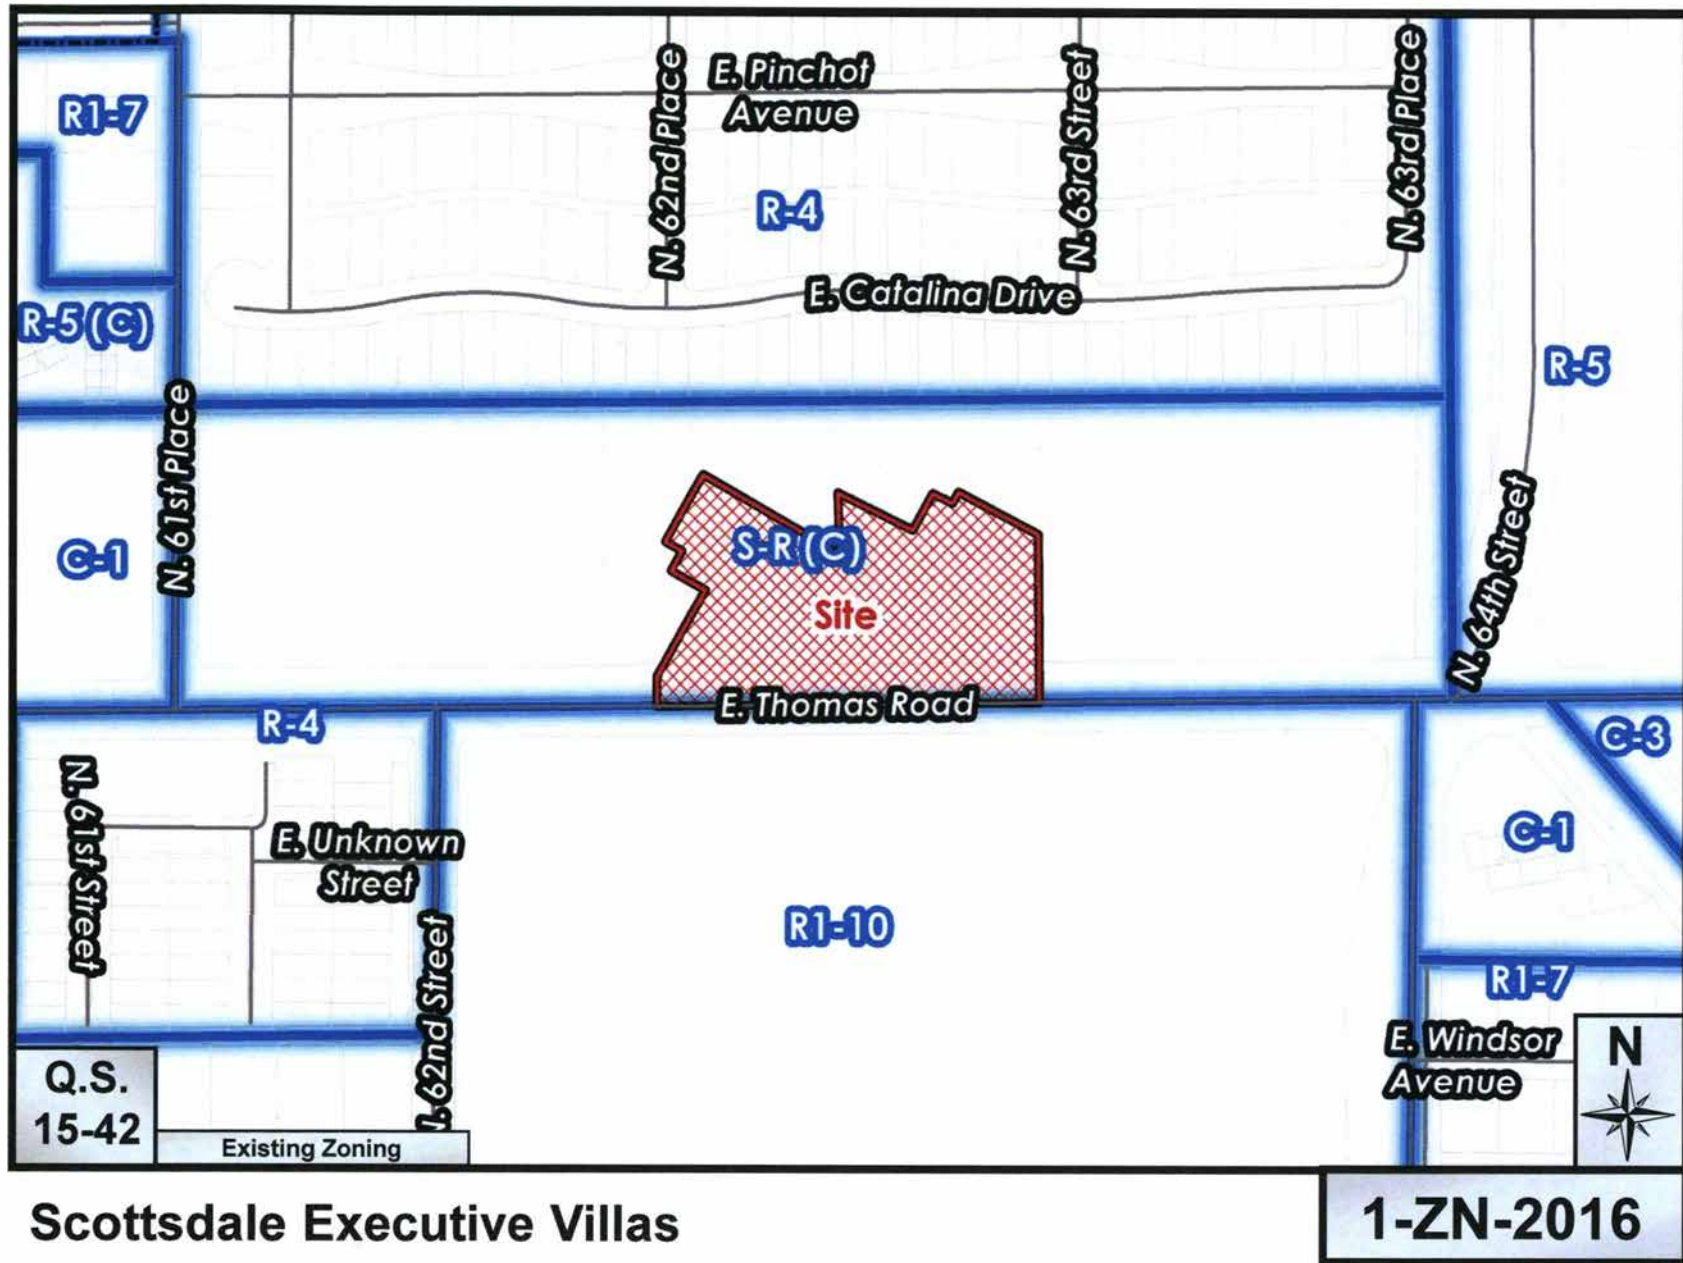 E. Pinchot
Avenue
R1-7
N. 62nd Place
N. 63rd Street
N. 63rd Place
R-4
E. Catalina Drive
R-5 (C)
R-5
N. 61st Place
C-1
S-R (C)
Site
N. 64th Street
E. Thomas Road
R-4
C-3
N. 61st Street
E. Unknown
Street
C-1
R1-10
N. 62nd Street
R1-7
E. Windsor
Avenue
N
Q.S.
15-42
Existing Zoning
Scottsdale Executive Villas
1-ZN-2016